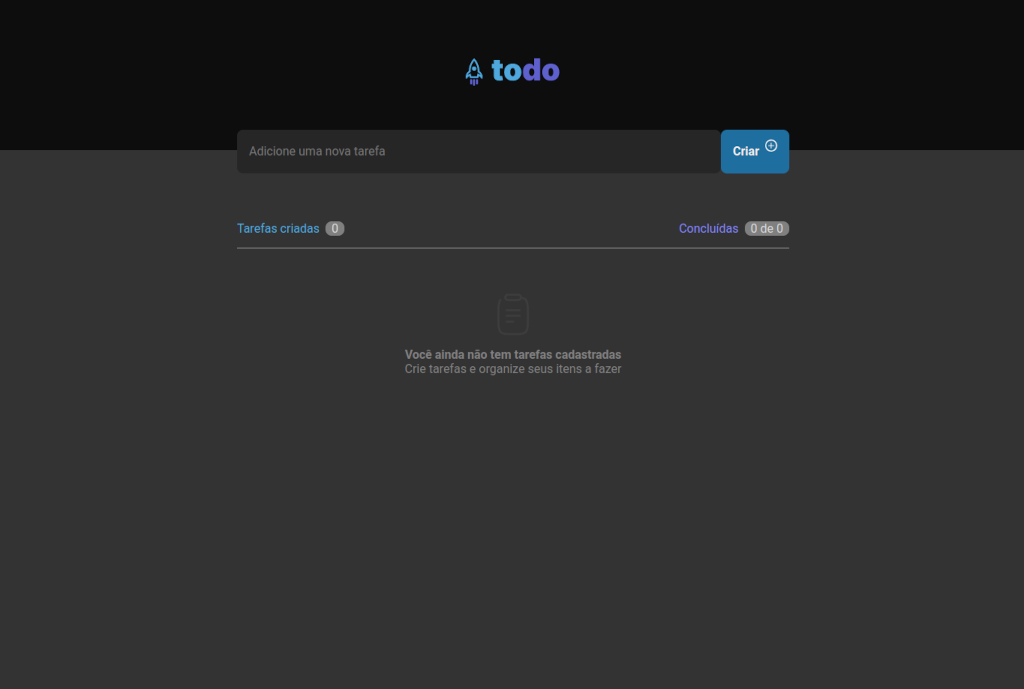 todo
Adicione uma nova tarefa
Criar
Tarefas criadas 0
Concluídas 0 de 0
Você ainda não tem tarefas cadastradas
Crie tarefas e organize seus itens a fazer